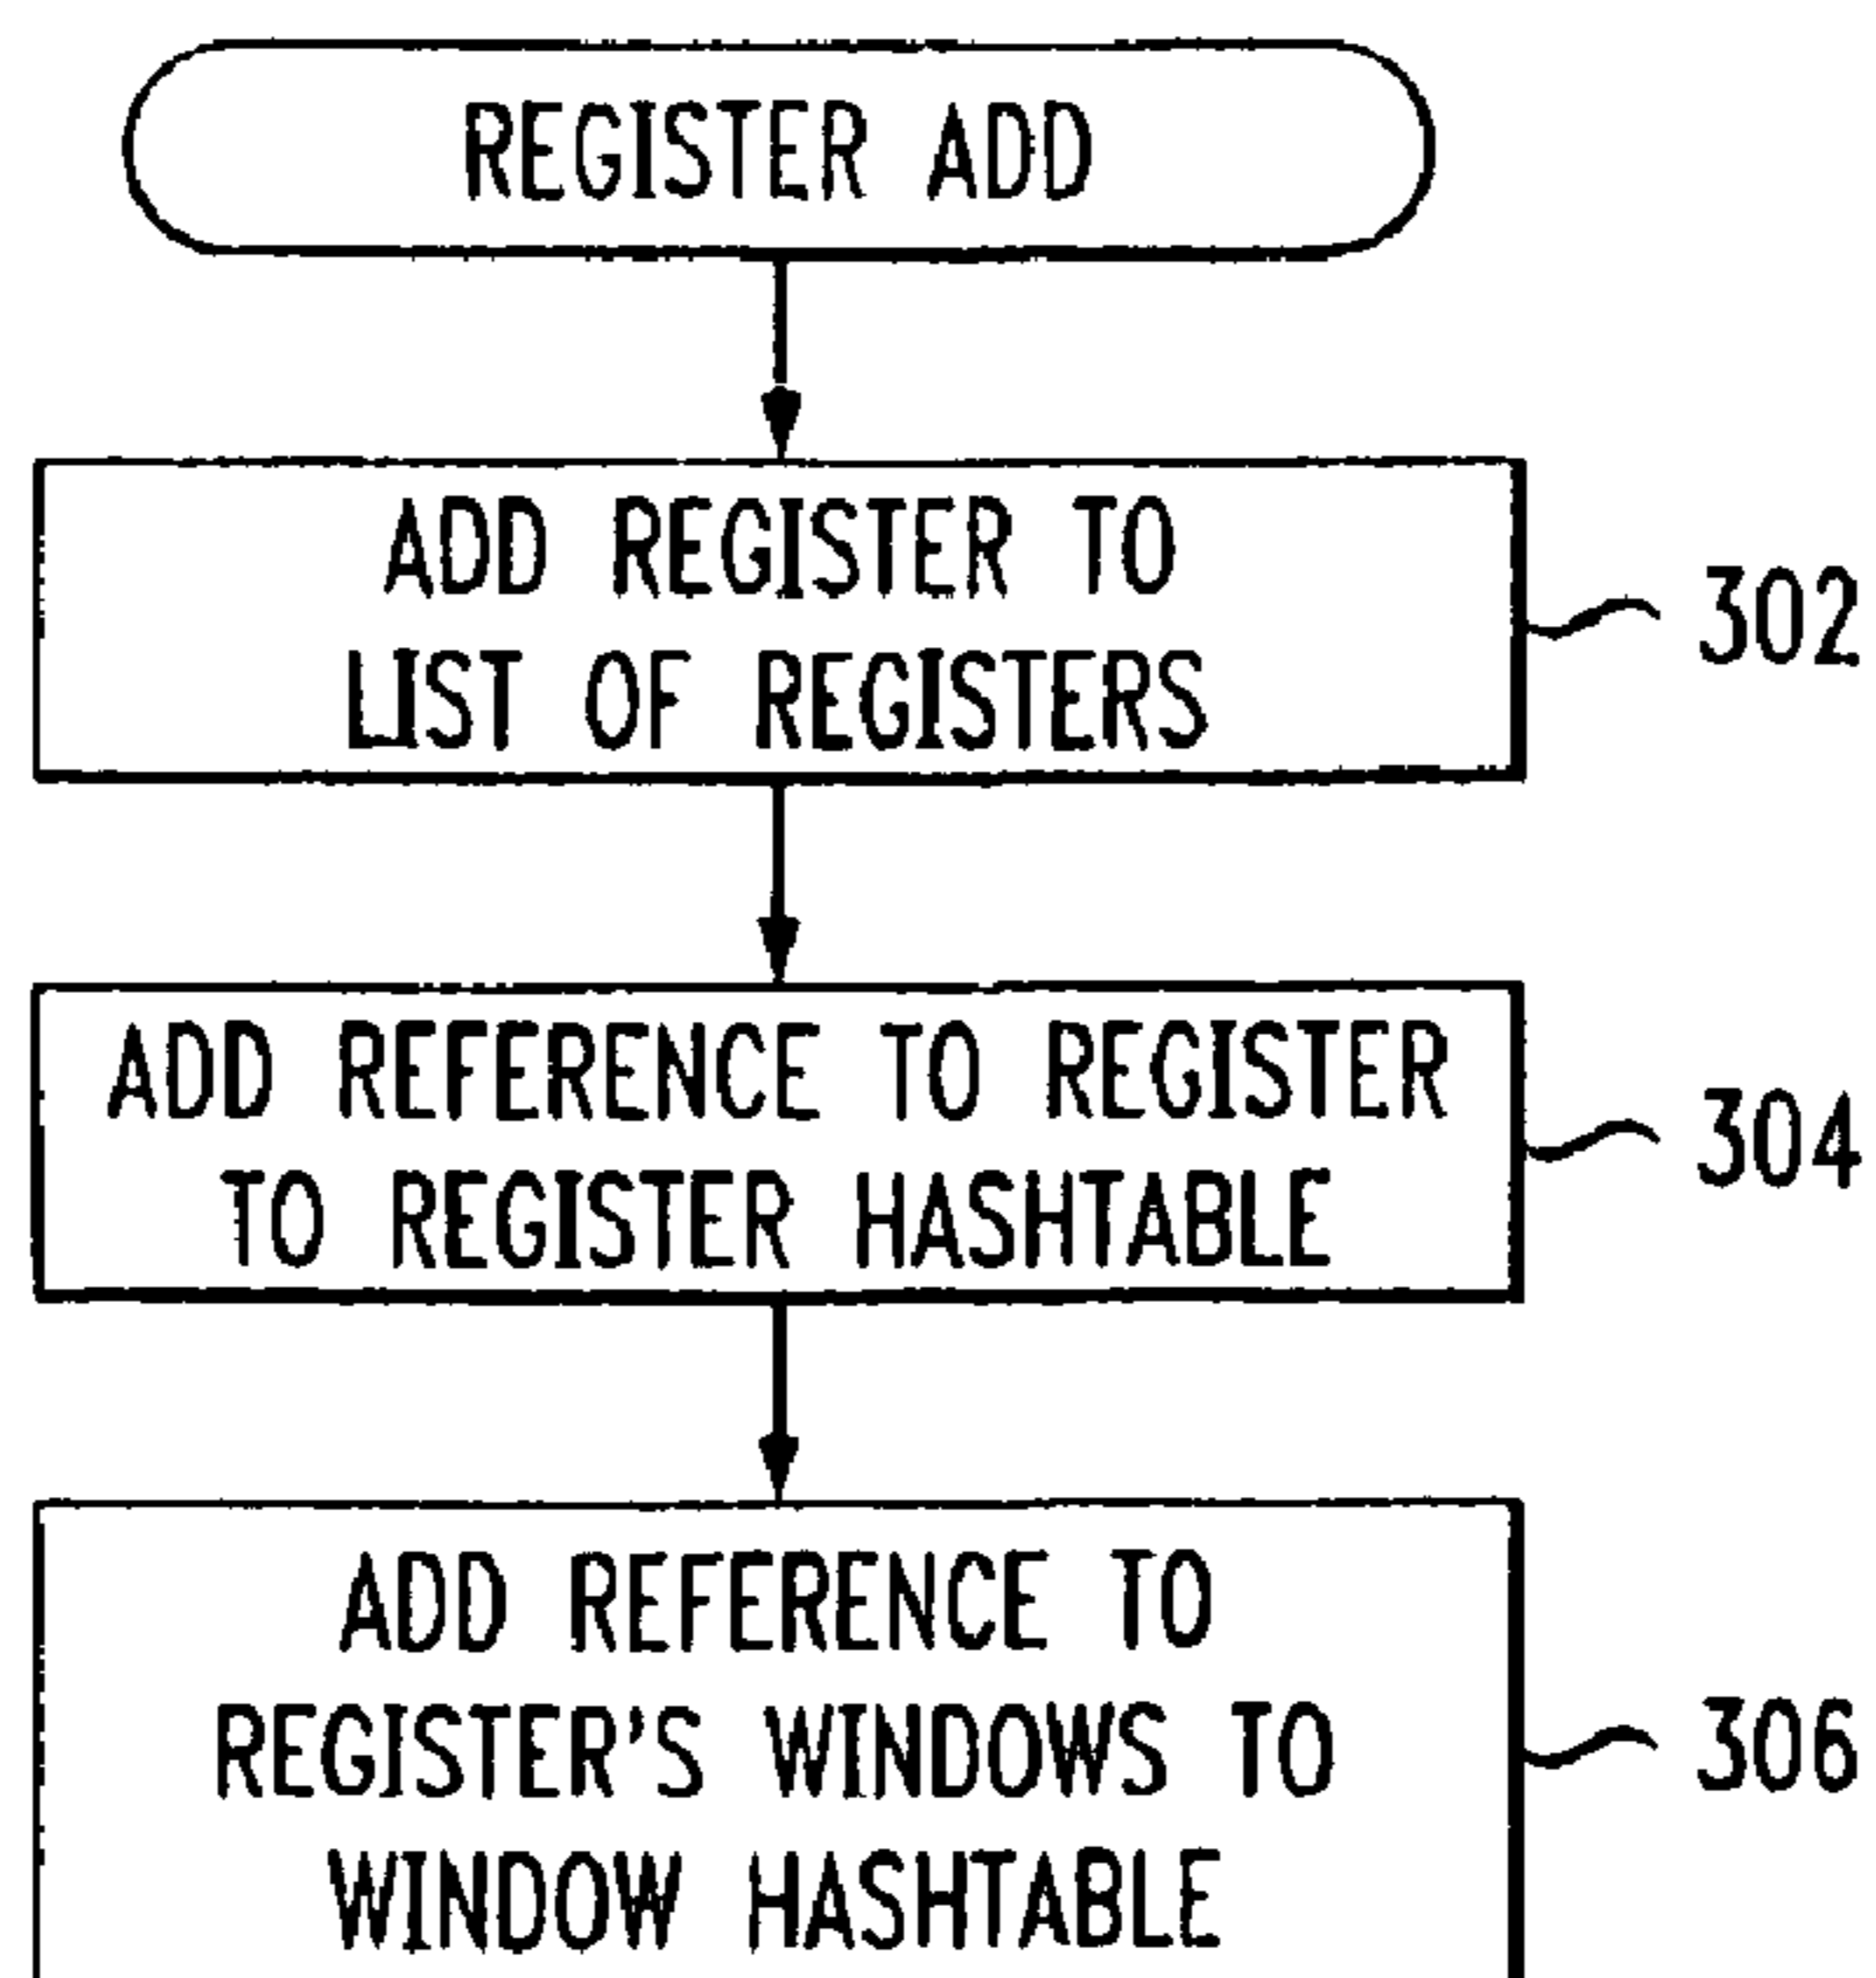 REGISTER ADD
ADD REGISTER TO
LIST OF REGISTERS
302
ADD REFERENCE TO REGISTER
TO REGISTER HASHTABLE
304
ADD REFERENCE TO
REGISTER'S WINDOWS TO
WINDOW HASHTABLE
306